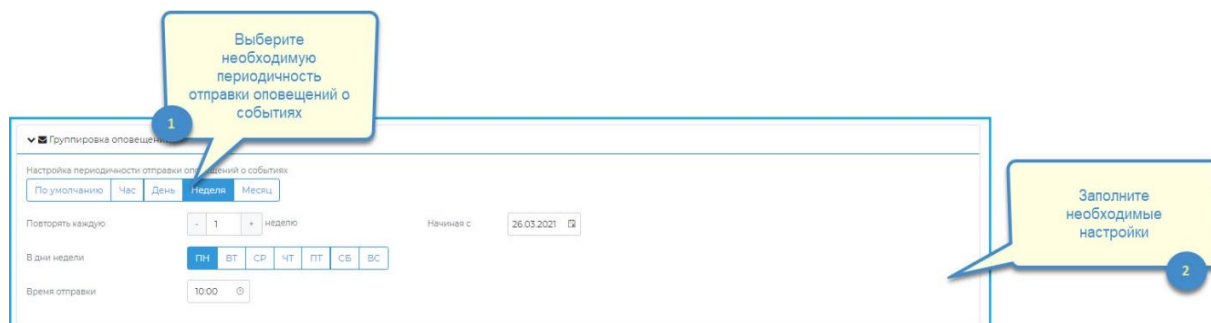 Выберите
необходимую
периодичность
отправки оповещений о
событиях
1
Группировка оповещений
Настройка периодичности отправки оповещений о событиях
По умолчанию Час День Неделя Месяц
Повторять каждую - 1 + неделю Начиная с 26.03.2021
В дни недели ПН ВТ СР ЧТ ПТ СБ ВС
Время отправки 10:00
Заполните
необходимые
настройки
2